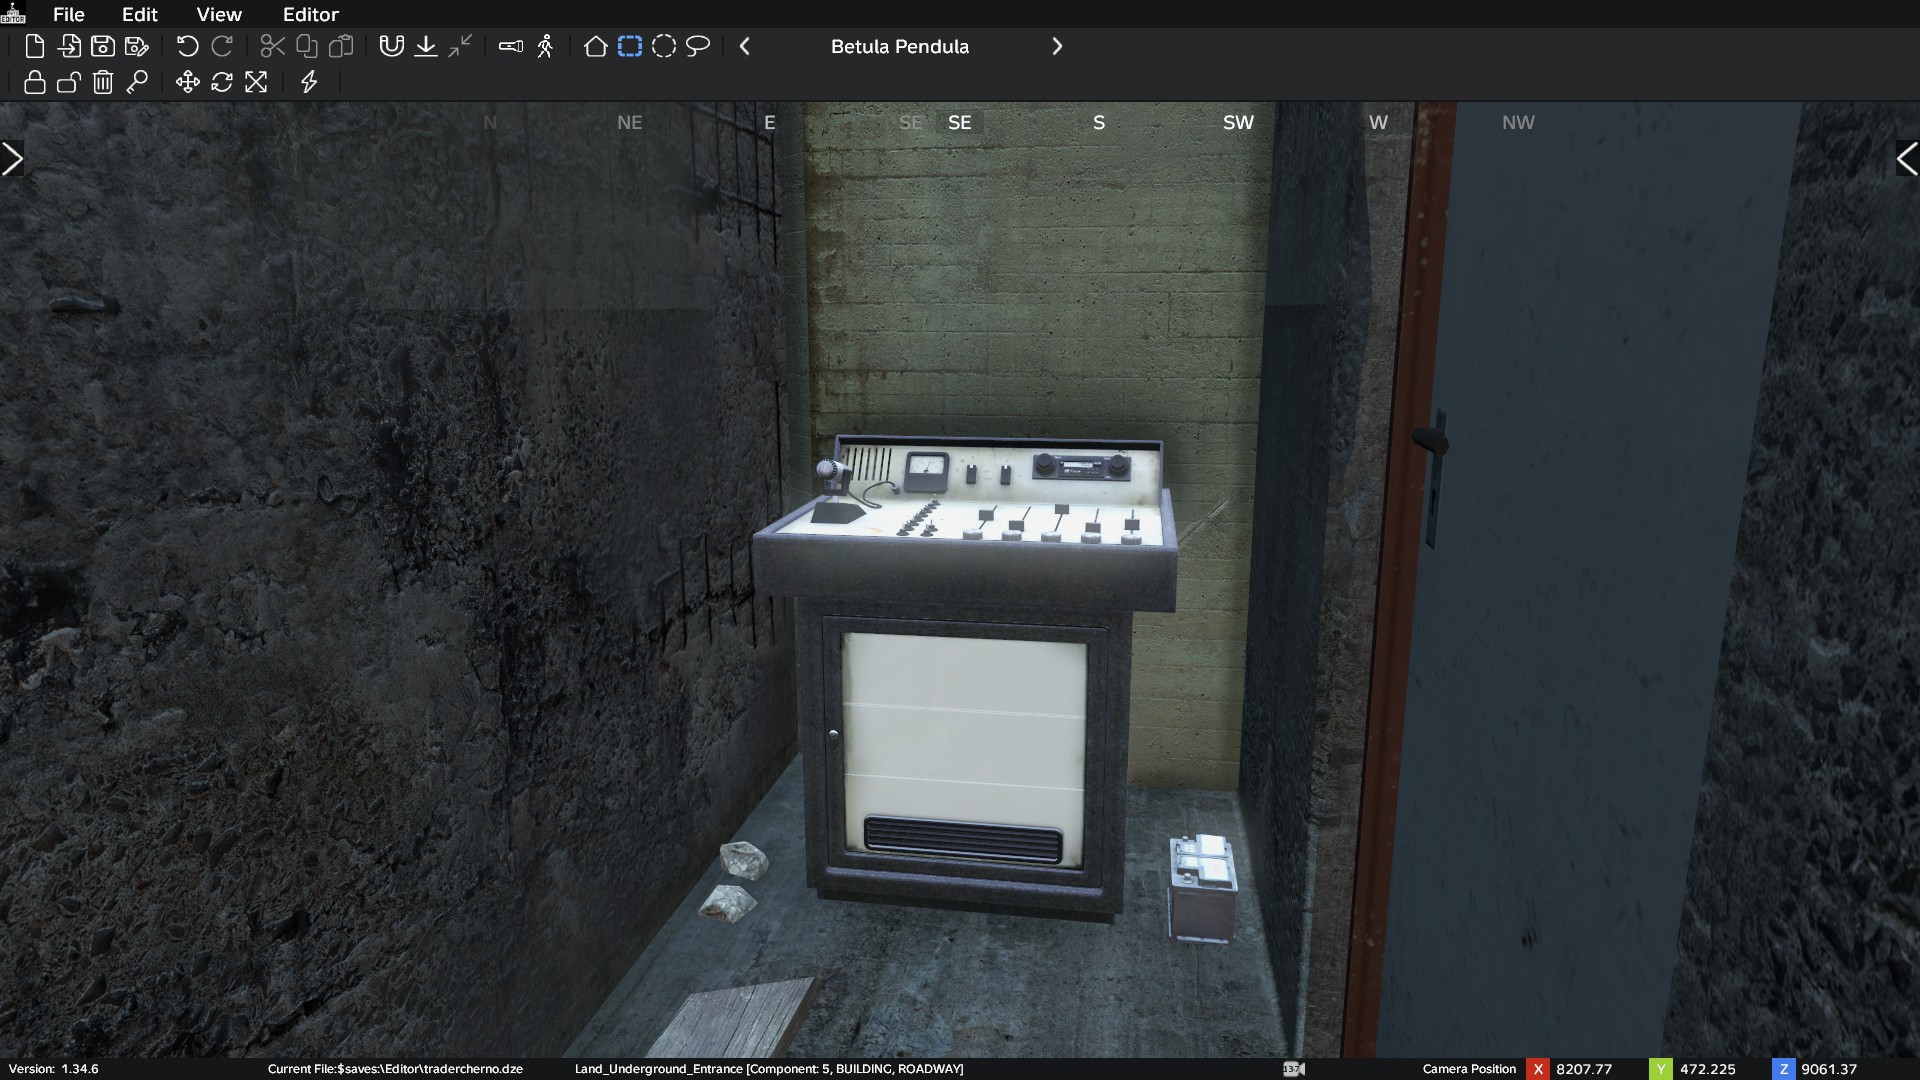 File Edit View Editor
Betula Pendula
N NE E SE SE S SW W NW
Version: 1.34.6 Current File:$saves:\Editor\tradercherno.dze Land_Underground_Entrance [Component: 5, BUILDING, ROADWAY] 137 Camera Position X 8207.77 Y 472.225 Z 9061.37